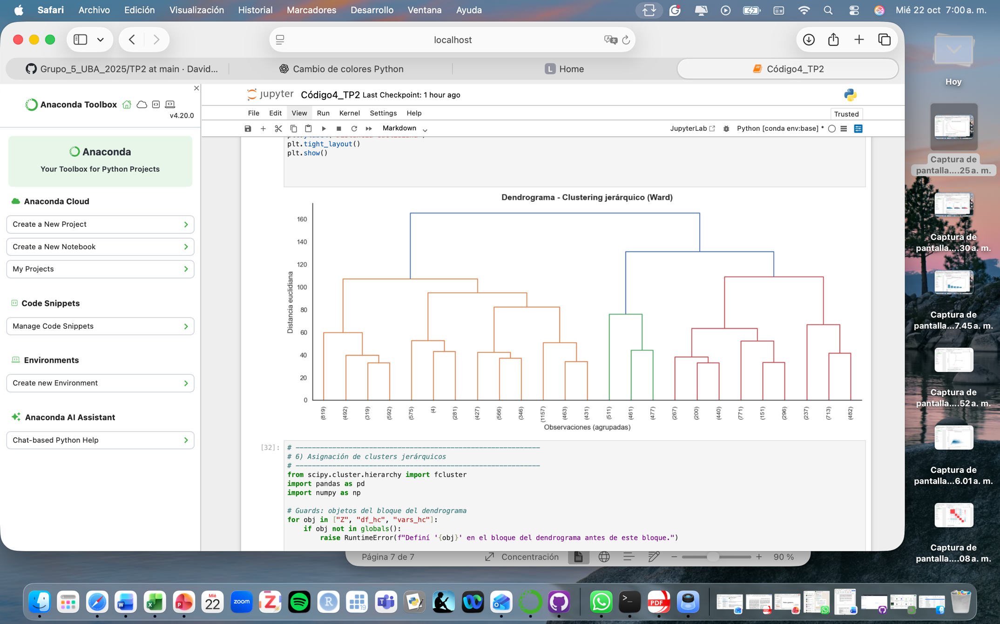 Safari Archivo Edición Visualización Historial Marcadores Desarrollo Ventana Ayuda Mié 22 oct 7:00 a. m.
localhost
Grupo_5_UBA_2025/TP2 at main · David... Cambio de colores Python L Home Código4_TP2
Anaconda Toolbox
v4.20.0
Anaconda
Your Toolbox for Python Projects
Anaconda Cloud
Create a New Project
Create a New Notebook
My Projects
Code Snippets
Manage Code Snippets
Environments
Create new Environment
Anaconda AI Assistant
Chat-based Python Help
jupyter Código4_TP2 Last Checkpoint: 1 hour ago
File Edit View Run Kernel Settings Help Trusted
Markdown JupyterLab Python [conda env:base] *
plt.tight_layout()
plt.show()
Dendrograma - Clustering jerárquico (Ward)
Distancia euclidiana
160
140
120
100
80
60
40
20
0
(819) (492) (319) (592) (575) (4) (281) (427) (566) (346) (1157) (463) (431) (511) (461) (477) (267) (200) (440) (771) (151) (296) (237) (713) (482)
Observaciones (agrupadas)
[32]: # ------------------------------------------------------------
# 6) Asignación de clusters jerárquicos
# ------------------------------------------------------------
from scipy.cluster.hierarchy import fcluster
import pandas as pd
import numpy as np
# Guards: objetos del bloque del dendrograma
for obj in ["Z", "df_hc", "vars_hc"]:
if obj not in globals():
raise RuntimeError(f"Definí '{obj}' en el bloque del dendrograma antes de este bloque.")
Página 7 de 7 Concentración 90 %
Hoy
Captura de
pantalla....25 a. m.
Captura de
pantalla....30 a. m.
Captura de
pantalla...7.45 a. m.
Captura de
pantalla....52 a. m.
Captura de
pantalla...6.01 a. m.
Captura de
pantalla....08 a. m.
W X P Mié 22 zoom Z R 19 T O >_ PDF